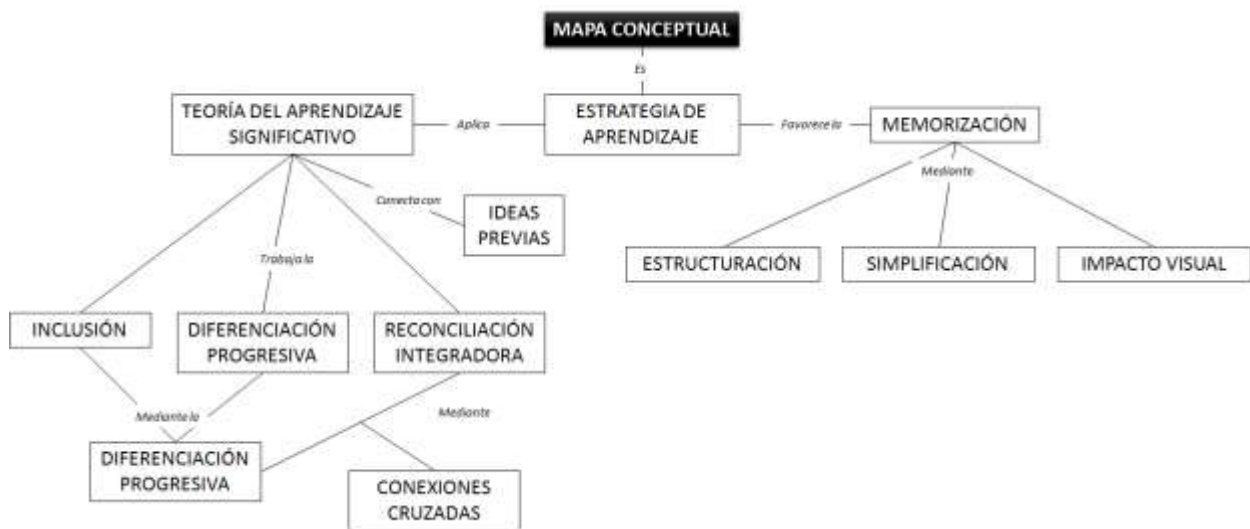 MAPA CONCEPTUAL
Es
TEORÍA DEL APRENDIZAJE
SIGNIFICATIVO
Aplica
ESTRATEGIA DE
APRENDIZAJE
Favorece la
MEMORIZACIÓN
Mediante
Conecta con
IDEAS
PREVIAS
Trabaja la
ESTRUCTURACIÓN
SIMPLIFICACIÓN
IMPACTO VISUAL
INCLUSIÓN
DIFERENCIACIÓN
PROGRESIVA
RECONCILIACIÓN
INTEGRADORA
Mediante la
Mediante
DIFERENCIACIÓN
PROGRESIVA
CONEXIONES
CRUZADAS